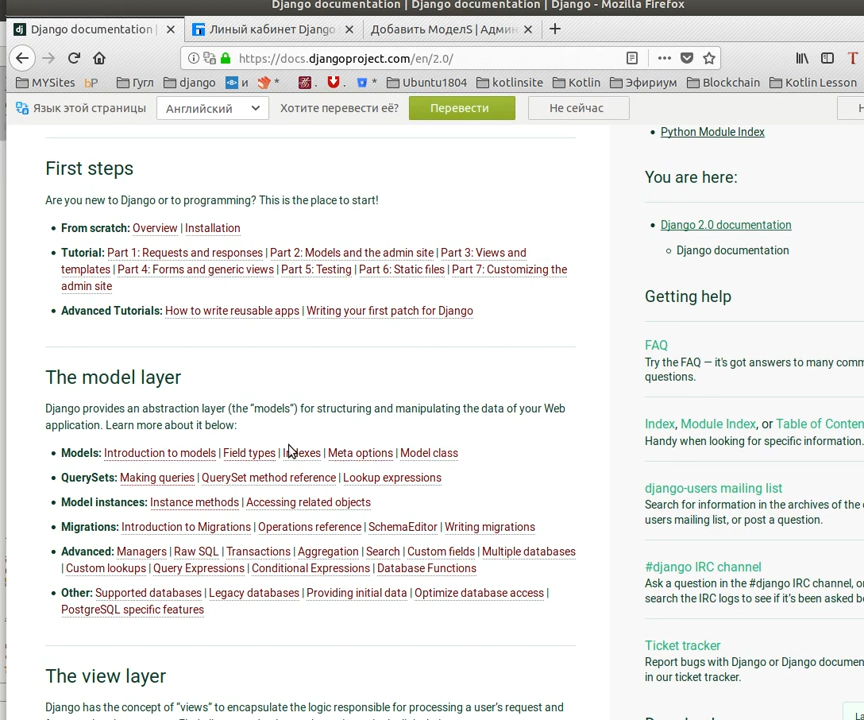 Django documentation | Django documentation | Django - Mozilla Firefox
Django documentation |
Линый кабинет Django
Добавить МоделS | Админ
https://docs.djangoproject.com/en/2.0/
MYSites
Гугл
django
и
Ubuntu1804
kotlinsite
Kotlin
Эфириум
Blockchain
Kotlin Lesson
Язык этой страницы
Английский
Хотите перевести её?
Перевести
Не сейчас
First steps
Are you new to Django or to programming? This is the place to start!
• From scratch: Overview | Installation
• Tutorial: Part 1: Requests and responses | Part 2: Models and the admin site | Part 3: Views and
templates | Part 4: Forms and generic views | Part 5: Testing | Part 6: Static files | Part 7: Customizing the
admin site
• Advanced Tutorials: How to write reusable apps | Writing your first patch for Django
The model layer
Django provides an abstraction layer (the “models”) for structuring and manipulating the data of your Web
application. Learn more about it below:
• Models: Introduction to models | Field types | Indexes | Meta options | Model class
• QuerySets: Making queries | QuerySet method reference | Lookup expressions
• Model instances: Instance methods | Accessing related objects
• Migrations: Introduction to Migrations | Operations reference | SchemaEditor | Writing migrations
• Advanced: Managers | Raw SQL | Transactions | Aggregation | Search | Custom fields | Multiple databases
| Custom lookups | Query Expressions | Conditional Expressions | Database Functions
• Other: Supported databases | Legacy databases | Providing initial data | Optimize database access |
PostgreSQL specific features
The view layer
Django has the concept of “views” to encapsulate the logic responsible for processing a user’s request and
• Python Module Index
You are here:
• Django 2.0 documentation
Django documentation
Getting help
FAQ
Try the FAQ — it's got answers to many
questions.
Index, Module Index, or Table of
Handy when looking for specific information.
django-users mailing list
Search for information in the archives of the
users mailing list, or post a question.
#django IRC channel
Ask a question in the #django IRC channel,
search the IRC logs to see if it’s been asked
Ticket tracker
Report bugs with Django or Django
in our ticket tracker.